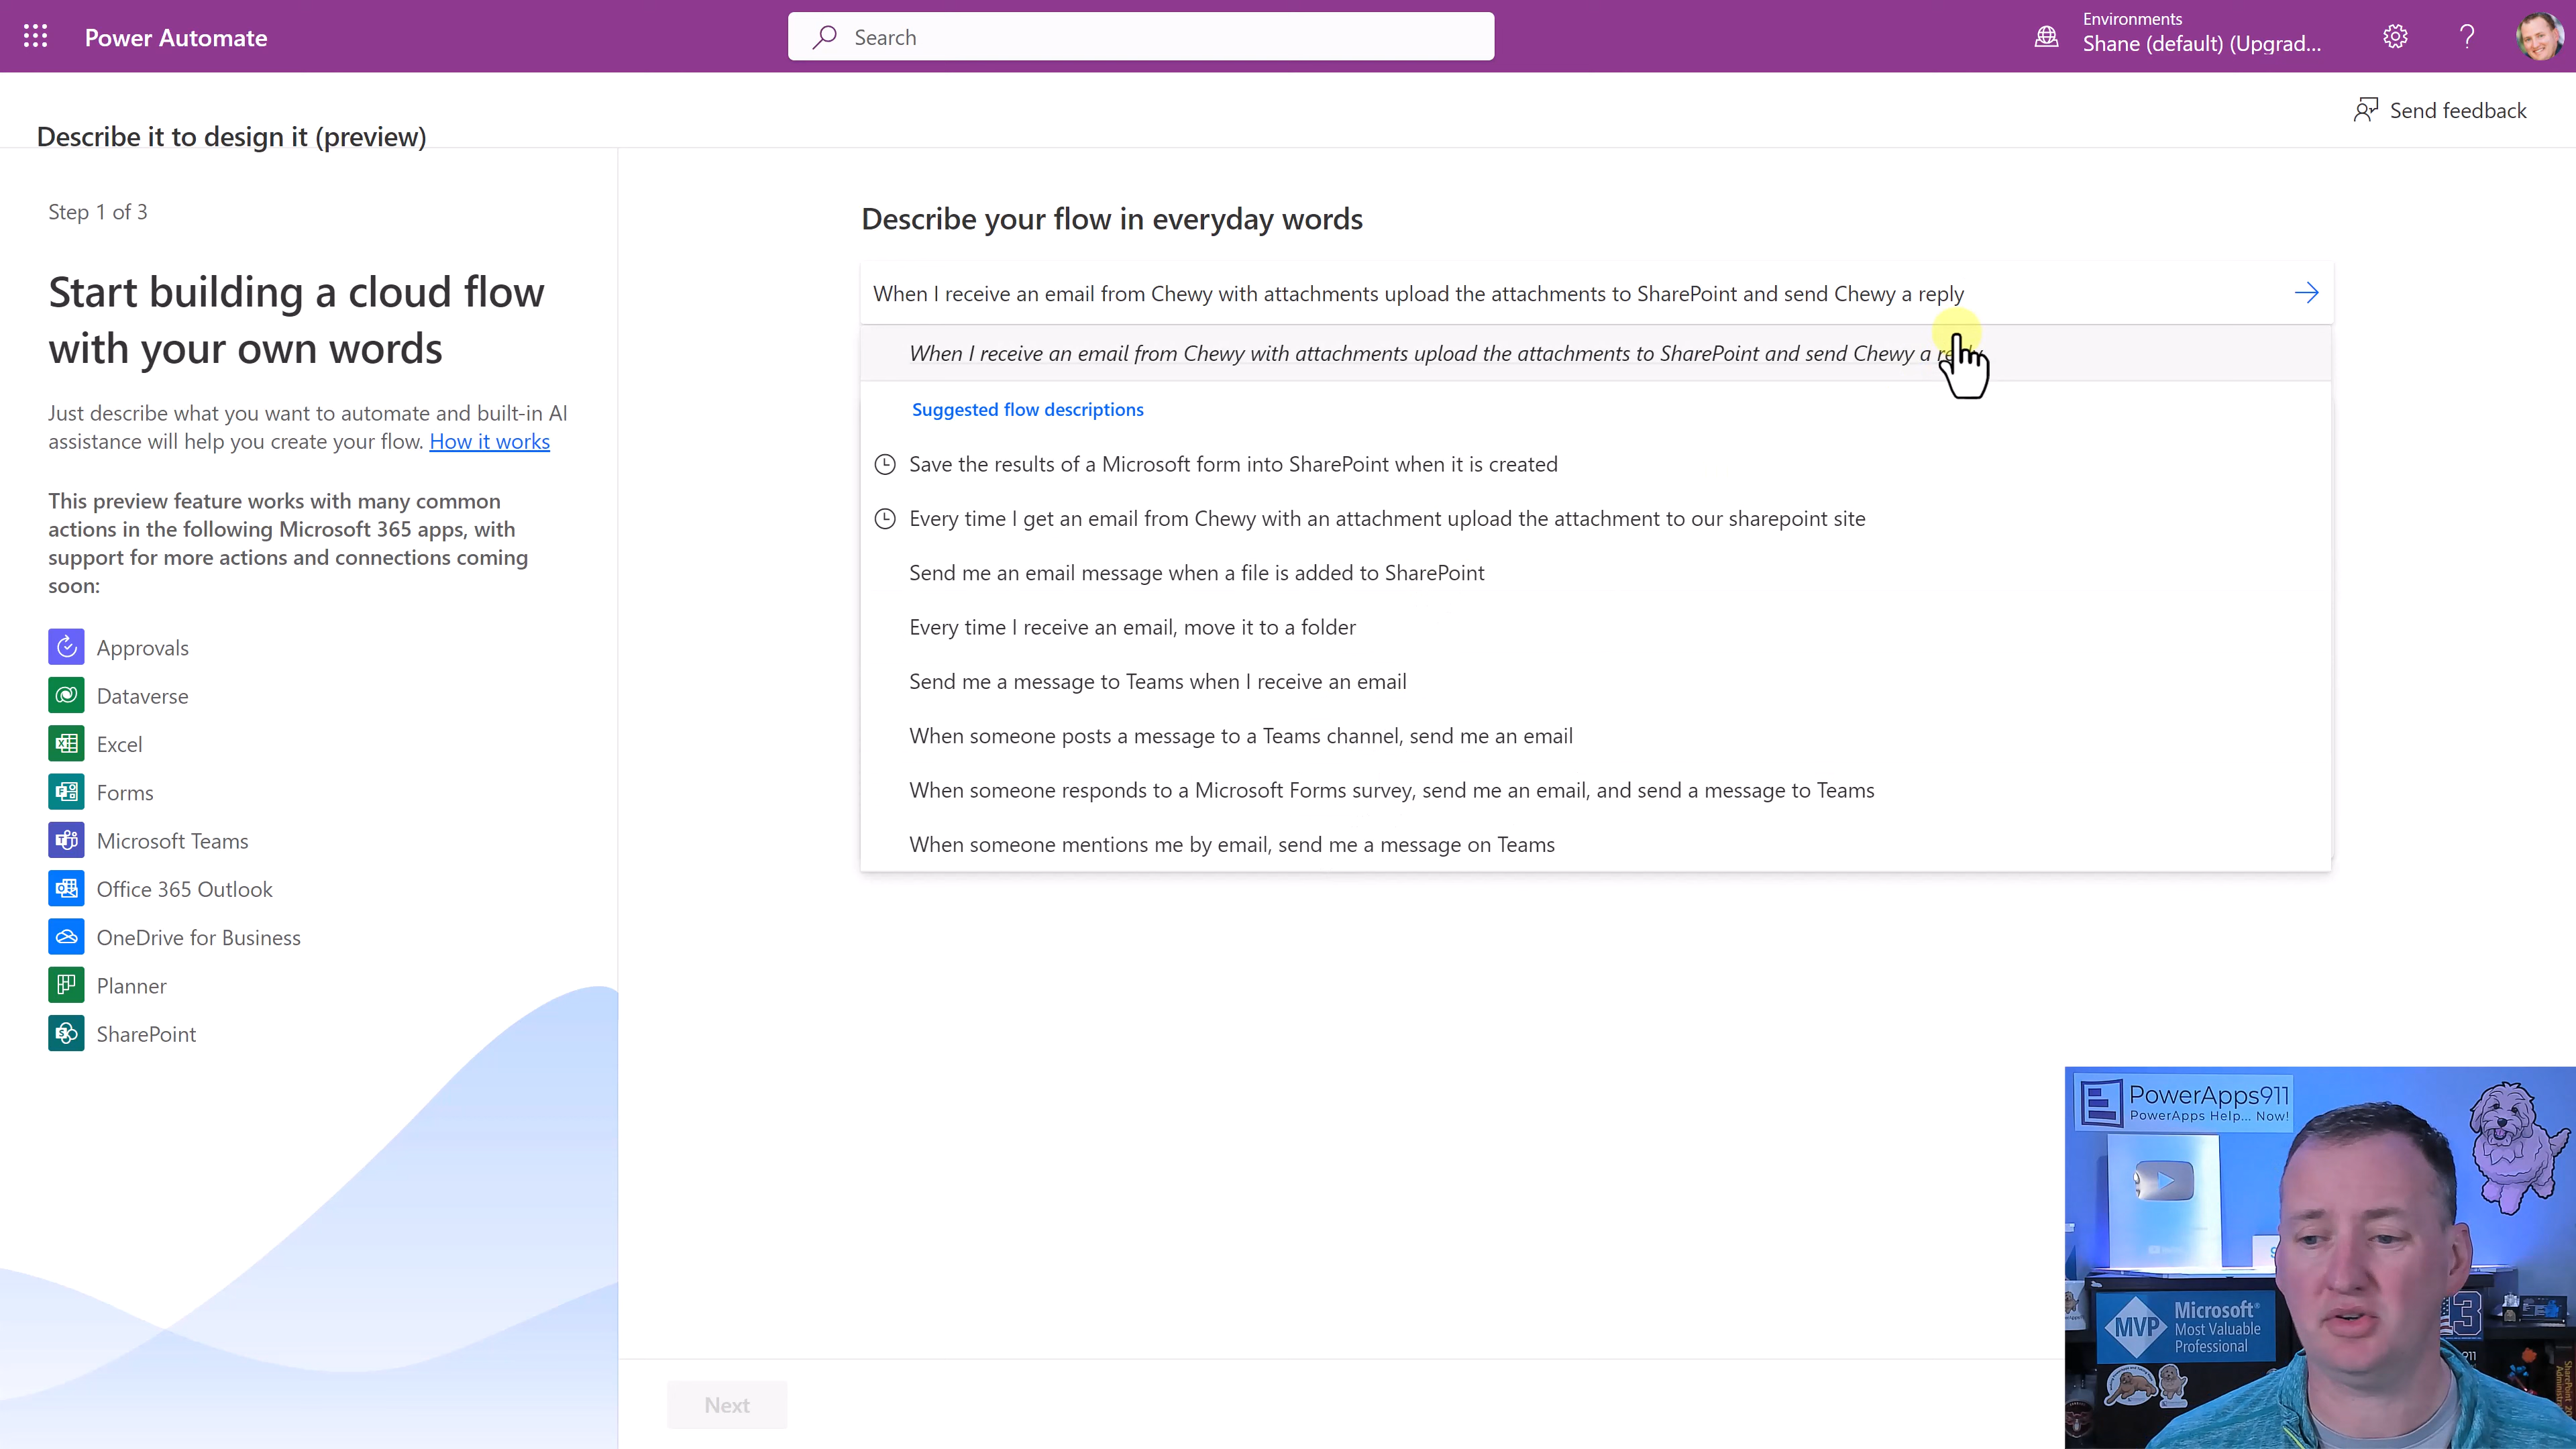 Power Automate
Search
Environments
Shane (default) (Upgrad...
Send feedback
Describe it to design it (preview)
Step 1 of 3
Start building a cloud flow
with your own words
Just describe what you want to automate and built-in AI
assistance will help you create your flow. How it works
This preview feature works with many common
actions in the following Microsoft 365 apps, with
support for more actions and connections coming
soon:
Approvals
Dataverse
Excel
Forms
Microsoft Teams
Office 365 Outlook
OneDrive for Business
Planner
SharePoint
Describe your flow in everyday words
When I receive an email from Chewy with attachments upload the attachments to SharePoint and send Chewy a reply
When I receive an email from Chewy with attachments upload the attachments to SharePoint and send Chewy a
Suggested flow descriptions
Save the results of a Microsoft form into SharePoint when it is created
Every time I get an email from Chewy with an attachment upload the attachment to our sharepoint site
Send me an email message when a file is added to SharePoint
Every time I receive an email, move it to a folder
Send me a message to Teams when I receive an email
When someone posts a message to a Teams channel, send me an email
When someone responds to a Microsoft Forms survey, send me an email, and send a message to Teams
When someone mentions me by email, send me a message on Teams
Next
PowerApps911
PowerApps Help... Now!
MVP
Microsoft®
Most Valuable
Professional
13